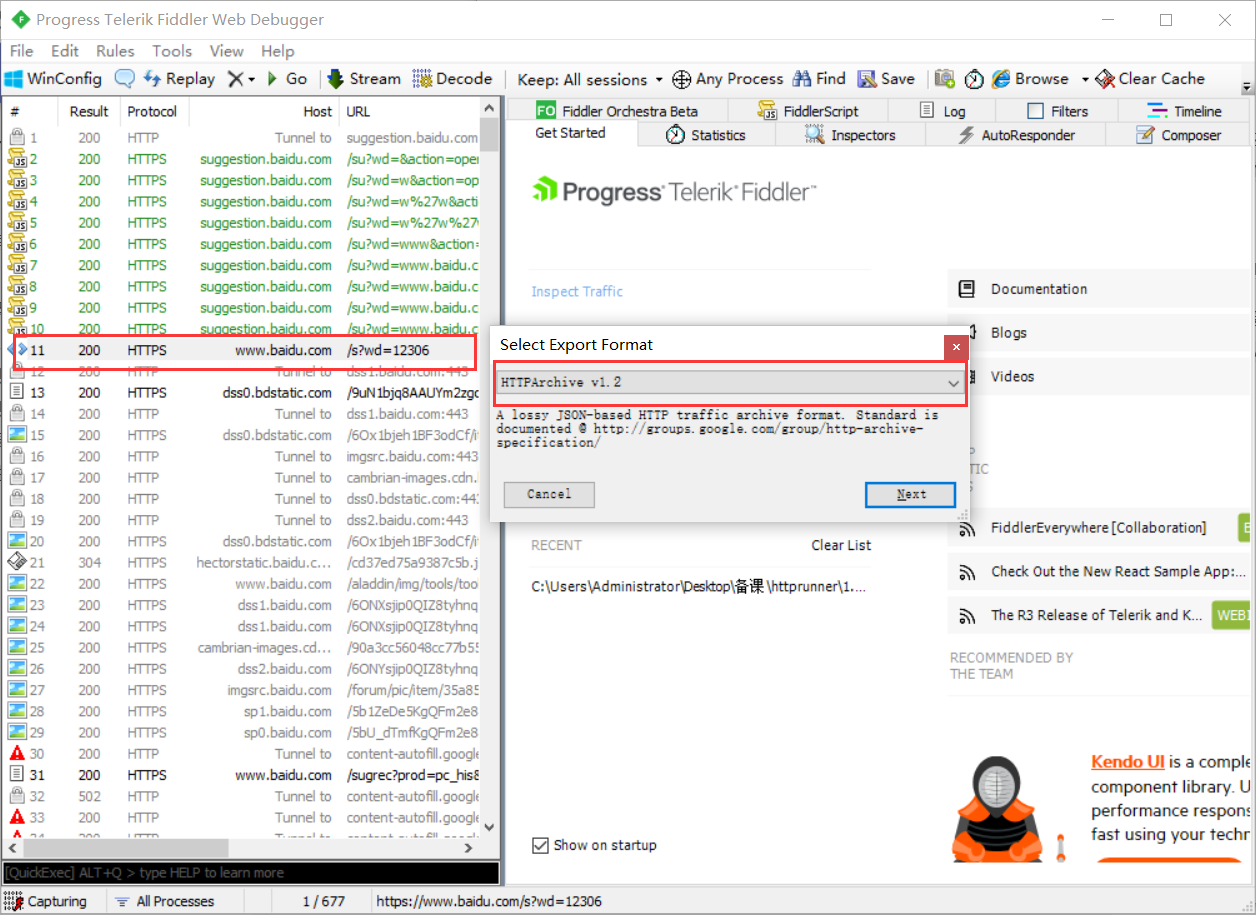 Progress Telerik Fiddler Web Debugger
File Edit Rules Tools View Help
WinConfig Replay Go Stream Decode Keep: All sessions Any Process Find Save Browse Clear Cache
# Result Protocol Host URL
1 200 HTTP Tunnel to suggestion.baidu.com
2 200 HTTPS suggestion.baidu.com /su?wd=&action=ope
3 200 HTTPS suggestion.baidu.com /su?wd=w&action=op
4 200 HTTPS suggestion.baidu.com /su?wd=w%27w&acti
5 200 HTTPS suggestion.baidu.com /su?wd=w%27w%27
6 200 HTTPS suggestion.baidu.com /su?wd=www&action=
7 200 HTTPS suggestion.baidu.com /su?wd=www.baidu.c
8 200 HTTPS suggestion.baidu.com /su?wd=www.baidu.c
9 200 HTTPS suggestion.baidu.com /su?wd=www.baidu.c
10 200 HTTPS suggestion.baidu.com /su?wd=www.baidu.c
11 200 HTTPS www.baidu.com /s?wd=12306
12 200 HTTP Tunnel to dss1.baidu.com:443
13 200 HTTPS dss0.bdstatic.com /9uN1bjq8AAUYm2zgc
14 200 HTTP Tunnel to dss1.baidu.com:443
15 200 HTTPS dss0.bdstatic.com /6Ox1bjeh1BF3odCf/it
16 200 HTTP Tunnel to imgsrc.baidu.com:443
17 200 HTTP Tunnel to cambrian-images.cdn.
18 200 HTTP Tunnel to dss0.bdstatic.com:443
19 200 HTTP Tunnel to dss2.baidu.com:443
20 200 HTTPS dss0.bdstatic.com /6Ox1bjeh1BF3odCf/it
21 304 HTTPS hectorstatic.baidu.c... /cd37ed75a9387c5b.j
22 200 HTTPS www.baidu.com /aladdin/img/tools/too
23 200 HTTPS dss1.baidu.com /6ONXsjip0QIZ8tyhnq
24 200 HTTPS dss1.baidu.com /6ONXsjip0QIZ8tyhnq
25 200 HTTPS cambrian-images.cd... /90a3cc56048cc77b55
26 200 HTTPS dss2.baidu.com /6ONYsjip0QIZ8tyhnq
27 200 HTTPS imgsrc.baidu.com /forum/pic/item/35a85
28 200 HTTPS sp1.baidu.com /5b1ZeDe5KgQFm2e8
29 200 HTTPS sp0.baidu.com /5bU_dTmfKgQFm2e8
30 200 HTTP Tunnel to content-autofill.google
31 200 HTTPS www.baidu.com /sugrec?prod=pc_his&
32 502 HTTP Tunnel to content-autofill.google
33 200 HTTP Tunnel to content-autofill.google
34 200 HTTP Tunnel to content-autofill.google
[QuickExec] ALT+Q > type HELP to learn more
FO Fiddler Orchestra Beta FiddlerScript Log Filters Timeline
Get Started Statistics Inspectors AutoResponder Composer
Progress Telerik Fiddler
Inspect Traffic
Documentation
Blogs
Videos
Select Export Format
HTTPArchive v1.2
A lossy JSON-based HTTP traffic archive format. Standard is
documented @ http://groups.google.com/group/http-archive-
specification/
Cancel Next
RECENT Clear List
C:\Users\Administrator\Desktop\备课\httprunner\1....
FiddlerEverywhere [Collaboration]
Check Out the New React Sample App:...
The R3 Release of Telerik and K... WEBI
RECOMMENDED BY
THE TEAM
Kendo UI is a comple
component library. U
performance respons
fast using your techn
Show on startup
Capturing All Processes 1 / 677 https://www.baidu.com/s?wd=12306